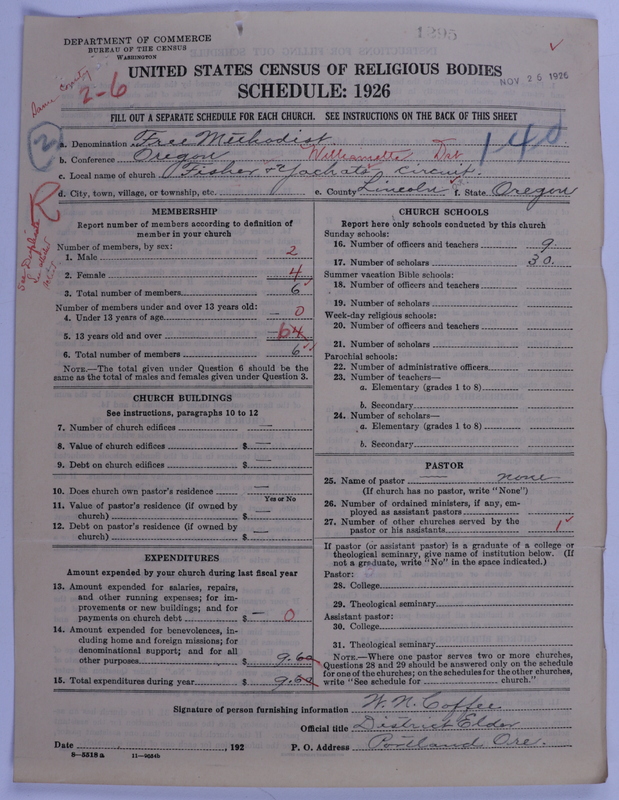 1395
DEPARTMENT OF COMMERCE
BUREAU OF THE CENSUS
WASHINGTON
UNITED STATES CENSUS OF RELIGIOUS BODIES
NOV 26 1926
SCHEDULE: 1926
2-6
FILL OUT A SEPARATE SCHEDULE FOR EACH CHURCH. SEE INSTRUCTIONS ON THE BACK OF THIS SHEET
2
140
a. Denomination Free Methodist
b. Conference Oregon Williamette Dst
c. Local name of church Fisher & Yachats Circuit.
d. City, town, village, or township, etc. e. County Lincoln f. State Oregon
MEMBERSHIP
Report number of members according to definition of
member in your church
Number of members, by sex:
1. Male 2
2. Female 4
3. Total number of members 6
Number of members under and over 13 years old:
4. Under 13 years of age 0
5. 13 years old and over 6
6. Total number of members 6
NOTE.—The total given under Question 6 should be the
same as the total of males and females given under Question 3.
CHURCH BUILDINGS
See instructions, paragraphs 10 to 12
7. Number of church edifices —
8. Value of church edifices $ —
9. Debt on church edifices $ —
10. Does church own pastor's residence —
Yes or No
11. Value of pastor's residence (if owned by
church) $ —
12. Debt on pastor's residence (if owned by
church) $ —
EXPENDITURES
Amount expended by your church during last fiscal year
13. Amount expended for salaries, repairs,
and other running expenses; for im-
provements or new buildings; and for
payments on church debt $ — 0
14. Amount expended for benevolences, in-
cluding home and foreign missions; for
denominational support; and for all
other purposes $ 9.60
15. Total expenditures during year $ 9.60
CHURCH SCHOOLS
Report here only schools conducted by this church
Sunday schools:
16. Number of officers and teachers 9
17. Number of scholars 30.
Summer vacation Bible schools:
18. Number of officers and teachers
19. Number of scholars
Week-day religious schools:
20. Number of officers and teachers
21. Number of scholars
Parochial schools:
22. Number of administrative officers
23. Number of teachers—
a. Elementary (grades 1 to 8)
b. Secondary
24. Number of scholars—
a. Elementary (grades 1 to 8)
b. Secondary
PASTOR
25. Name of pastor none
(If church has no pastor, write "None")
26. Number of ordained ministers, if any, em-
ployed as assistant pastors
27. Number of other churches served by the
pastor or his assistants 1
If pastor (or assistant pastor) is a graduate of a college or
theological seminary, give name of institution below. (If
not a graduate, write "No" in the space indicated.)
Pastor:
28. College
29. Theological seminary
Assistant pastor:
30. College
31. Theological seminary
NOTE.—Where one pastor serves two or more churches,
Questions 28 and 29 should be answered only on the schedule
for one of the churches; on the schedules for the other churches,
write "See schedule for church."
Signature of person furnishing information W. N. Coffee
Official title District Elder
Date , 192 P. O. Address Portland Ore.
8—5518 a 11—9054b